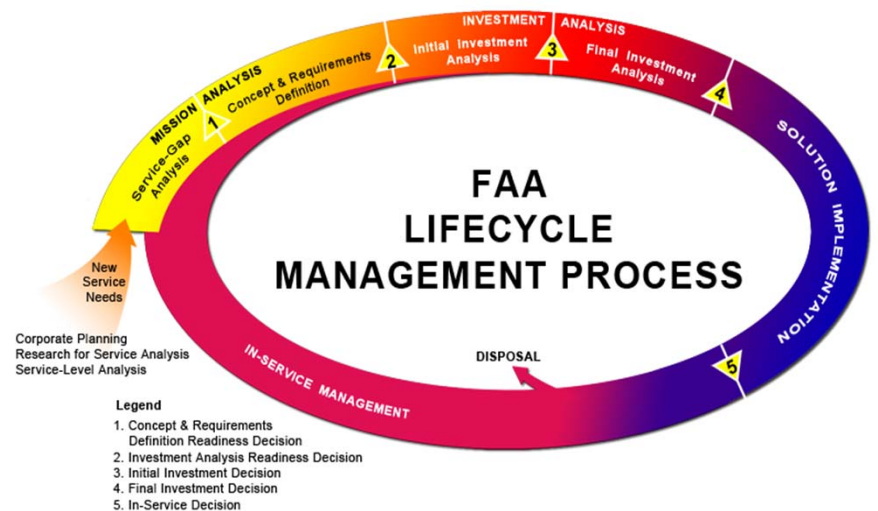 INVESTMENT ANALYSIS
MISSION ANALYSIS
Service-Gap
Analysis
1
Concept & Requirements
Definition
2
Initial Investment
Analysis
3
Final Investment
Analysis
4
SOLUTION IMPLEMENTATION
5
FAA
LIFECYCLE
MANAGEMENT PROCESS
New
Service
Needs
Corporate Planning
Research for Service Analysis
Service-Level Analysis
DISPOSAL
IN-SERVICE MANAGEMENT
Legend
1. Concept & Requirements
Definition Readiness Decision
2. Investment Analysis Readiness Decision
3. Initial Investment Decision
4. Final Investment Decision
5. In-Service Decision